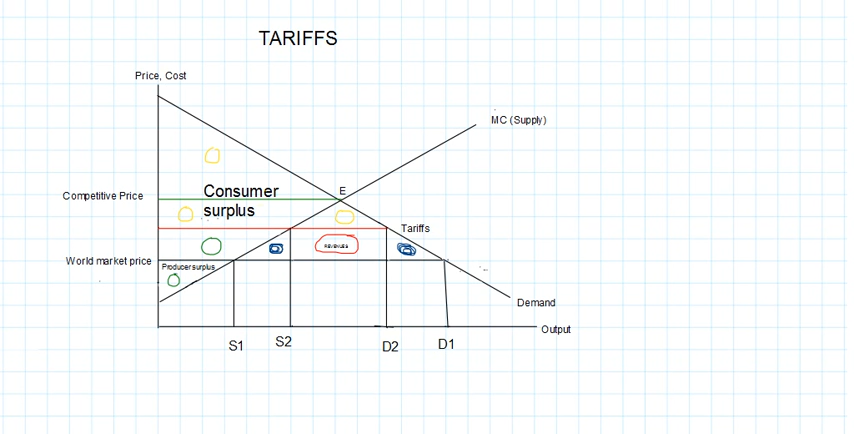 TARIFFS
Price, Cost
MC (Supply)
Competitive Price
Consumer
surplus
E
Tariffs
REVENUES
World market price
Producer surplus
Demand
Output
S1
S2
D2
D1